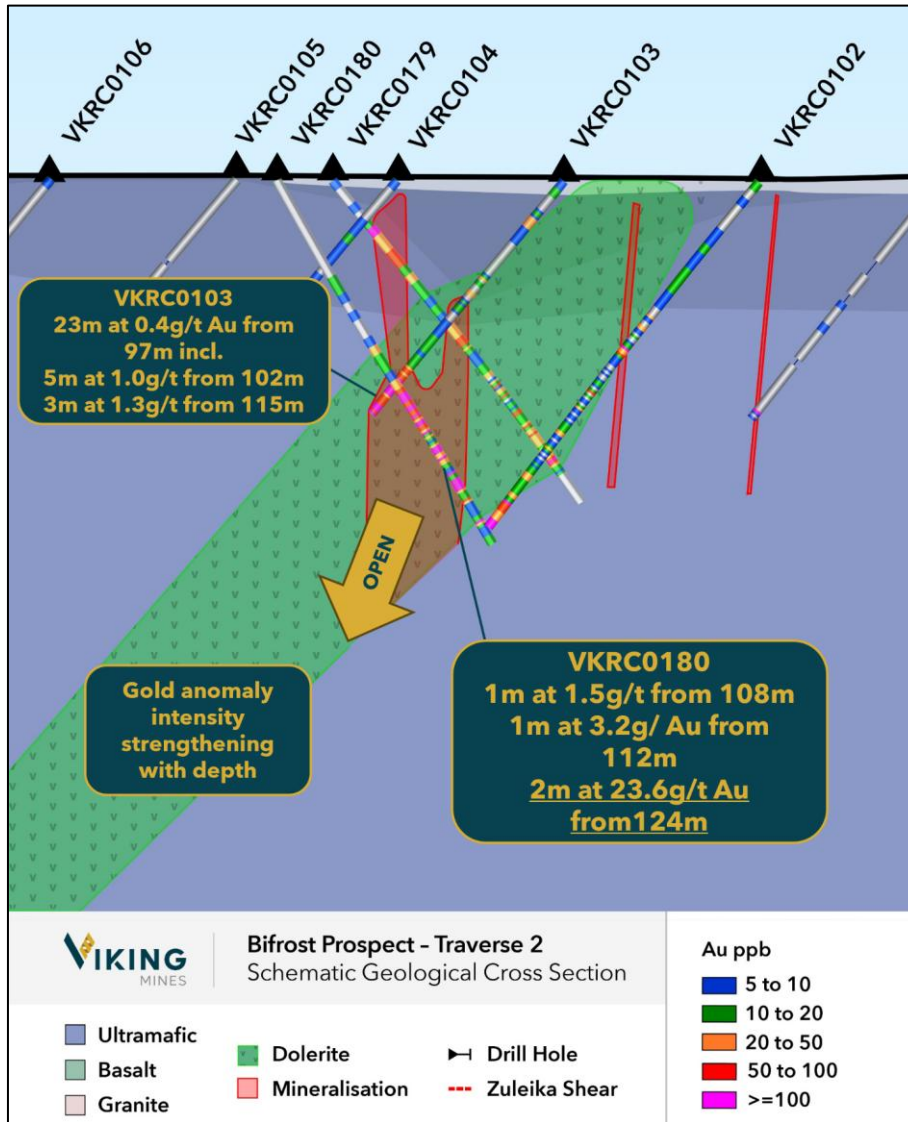 VKRC0106
VKRC0105
VKRC0180
VKRC0179
VKRC0104
VKRC0103
VKRC0102
VKRC0103
23m at 0.4g/t Au from
97m incl.
5m at 1.0g/t from 102m
3m at 1.3g/t from 115m
OPEN
Gold anomaly
intensity
strengthening
with depth
VKRC0180
1m at 1.5g/t from 108m
1m at 3.2g/ Au from
112m
2m at 23.6g/t Au
from124m
VIKING
MINES
Bifrost Prospect – Traverse 2
Schematic Geological Cross Section
Ultramafic
Basalt
Granite
Dolerite
Mineralisation
Drill Hole
Zuleika Shear
Au ppb
5 to 10
10 to 20
20 to 50
50 to 100
>=100